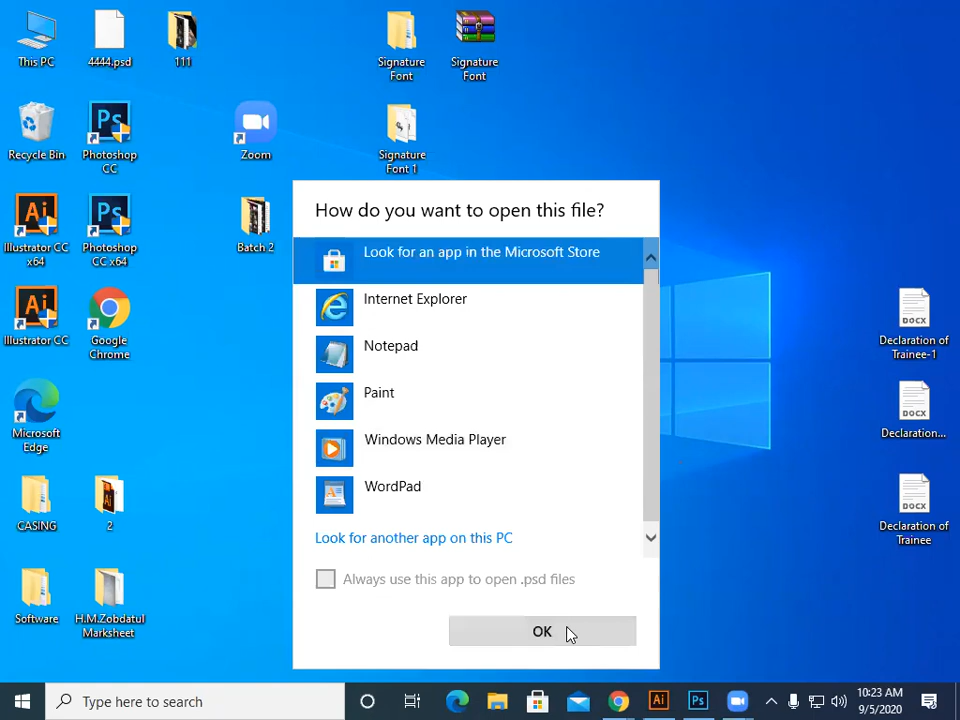 This PC
4444.psd
111
Signature
Font
Signature
Font
Recycle Bin
Photoshop
CC
Zoom
Signature
Font 1
Illustrator CC
x64
Photoshop
CC x64
Batch 2
Illustrator CC
Google
Chrome
Microsoft
Edge
CASING
2
Software
H.M.Zobdatul
Marksheet
How do you want to open this file?
Look for an app in the Microsoft Store
Internet Explorer
Notepad
Paint
Windows Media Player
WordPad
Look for another app on this PC
Always use this app to open .psd files
OK
Declaration of
Trainee-1
Declaration...
Declaration of
Trainee
Type here to search
10:23 AM
9/5/2020